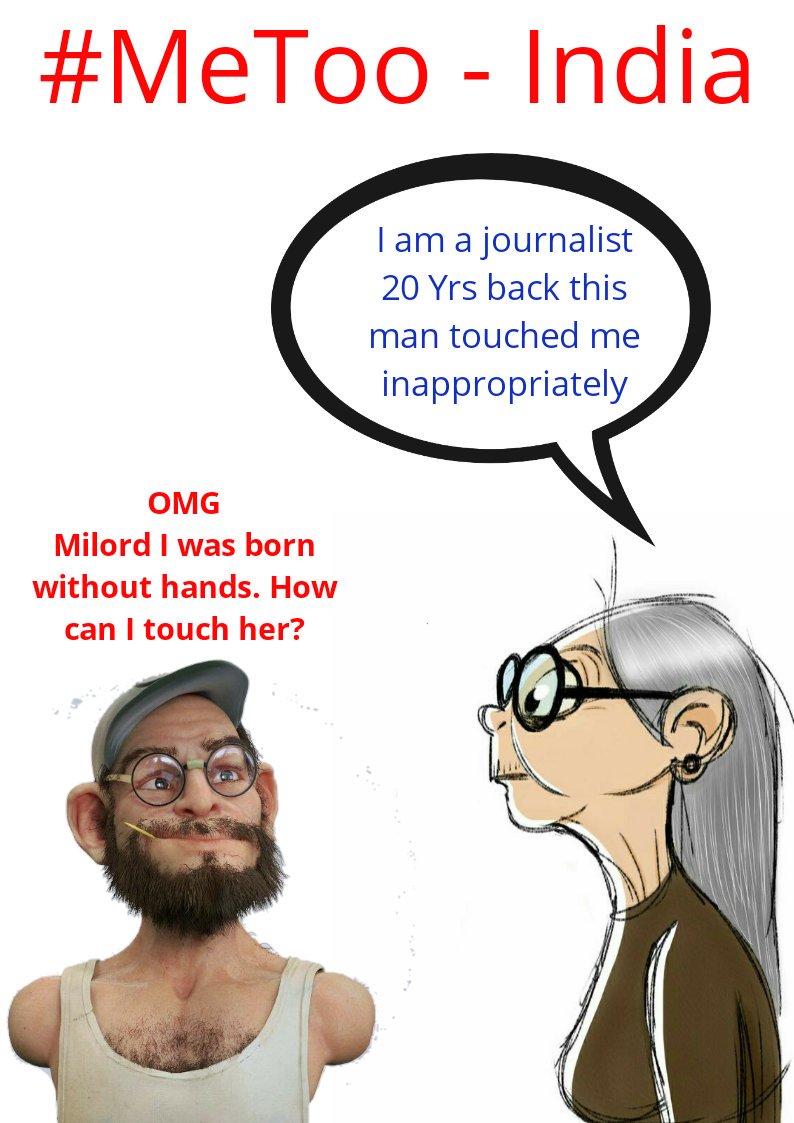 #MeToo - India
I am a journalist
20 Yrs back this
man touched me
inappropriately
OMG
Milord I was born
without hands. How
can I touch her?